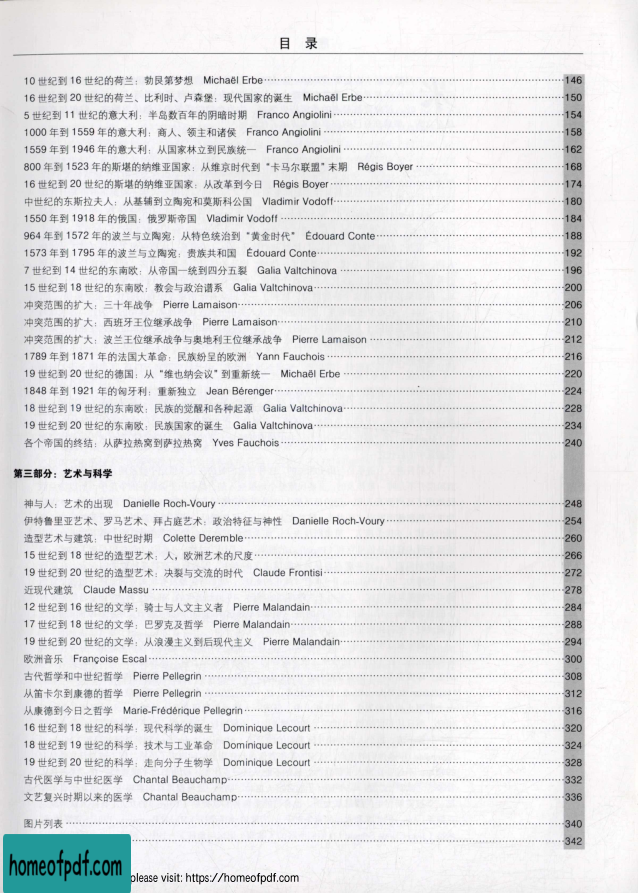 目 录
10 世纪到 16 世纪的荷兰：勃艮第梦想 Michaël Erbe 146
16 世纪到 20 世纪的荷兰、比利时、卢森堡：现代国家的诞生 Michaël Erbe 150
5 世纪到 11 世纪的意大利：半岛数百年的阴暗时期 Franco Angiolini 154
1000 年到 1559 年的意大利：商人、领主和诸侯 Franco Angiolini 158
1559 年到 1946 年的意大利：从国家林立到民族统一 Franco Angiolini 162
800 年到 1523 年的斯堪的纳维亚国家：从维京时代到“卡马尔联盟”末期 Régis Boyer 168
16 世纪到 20 世纪的斯堪的纳维亚国家：从改革到今日 Régis Boyer 174
中世纪的东斯拉夫人：从基辅到立陶宛和莫斯科公国 Vladimir Vodoff 180
1550 年到 1918 年的俄国：俄罗斯帝国 Vladimir Vodoff 184
964 年到 1572 年的波兰与立陶宛：从特色统治到“黄金时代” Édouard Conte 188
1573 年到 1795 年的波兰与立陶宛：贵族共和国 Édouard Conte 192
7 世纪到 14 世纪的东南欧：从帝国一统到四分五裂 Galia Valtchinova 196
15 世纪到 18 世纪的东南欧：教会与政治谱系 Galia Valtchinova 200
冲突范围的扩大：三十年战争 Pierre Lamaison 206
冲突范围的扩大：西班牙王位继承战争 Pierre Lamaison 210
冲突范围的扩大：波兰王位继承战争与奥地利王位继承战争 Pierre Lamaison 212
1789 年到 1871 年的法国大革命：民族纷呈的欧洲 Yann Fauchois 216
19 世纪到 20 世纪的德国：从“维也纳会议”到重新统一 Michaël Erbe 220
1848 年到 1921 年的匈牙利：重新独立 Jean Bérenger 224
18 世纪到 19 世纪的东南欧：民族的觉醒和各种起源 Galia Valtchinova 228
19 世纪到 20 世纪的东南欧：民族国家的诞生 Galia Valtchinova 234
各个帝国的终结：从萨拉热窝到萨拉热窝 Yves Fauchois 240
第三部分：艺术与科学
神与人：艺术的出现 Danielle Roch-Voury 248
伊特鲁里亚艺术、罗马艺术、拜占庭艺术：政治特征与神性 Danielle Roch-Voury 254
造型艺术与建筑：中世纪时期 Colette Deremble 260
15 世纪到 18 世纪的造型艺术：人，欧洲艺术的尺度 266
19 世纪到 20 世纪的造型艺术：决裂与交流的时代 Claude Frontisi 272
近现代建筑 Claude Massu 278
12 世纪到 16 世纪的文学：骑士与人文主义者 Pierre Malandain 284
17 世纪到 18 世纪的文学：巴罗克及哲学 Pierre Malandain 288
19 世纪到 20 世纪的文学：从浪漫主义到后现代主义 Pierre Malandain 294
欧洲音乐 Françoise Escal 300
古代哲学和中世纪哲学 Pierre Pellegrin 308
从笛卡尔到康德的哲学 Pierre Pellegrin 312
从康德到今日之哲学 Marie-Frédérique Pellegrin 316
16 世纪到 18 世纪的科学：现代科学的诞生 Dominique Lecourt 320
18 世纪到 19 世纪的科学：技术与工业革命 Dominique Lecourt 324
19 世纪到 20 世纪的科学：走向分子生物学 Dominique Lecourt 328
古代医学与中世纪医学 Chantal Beauchamp 332
文艺复兴时期以来的医学 Chantal Beauchamp 336
图片列表 340
342
homeofpdf.com
please visit: https://homeofpdf.com